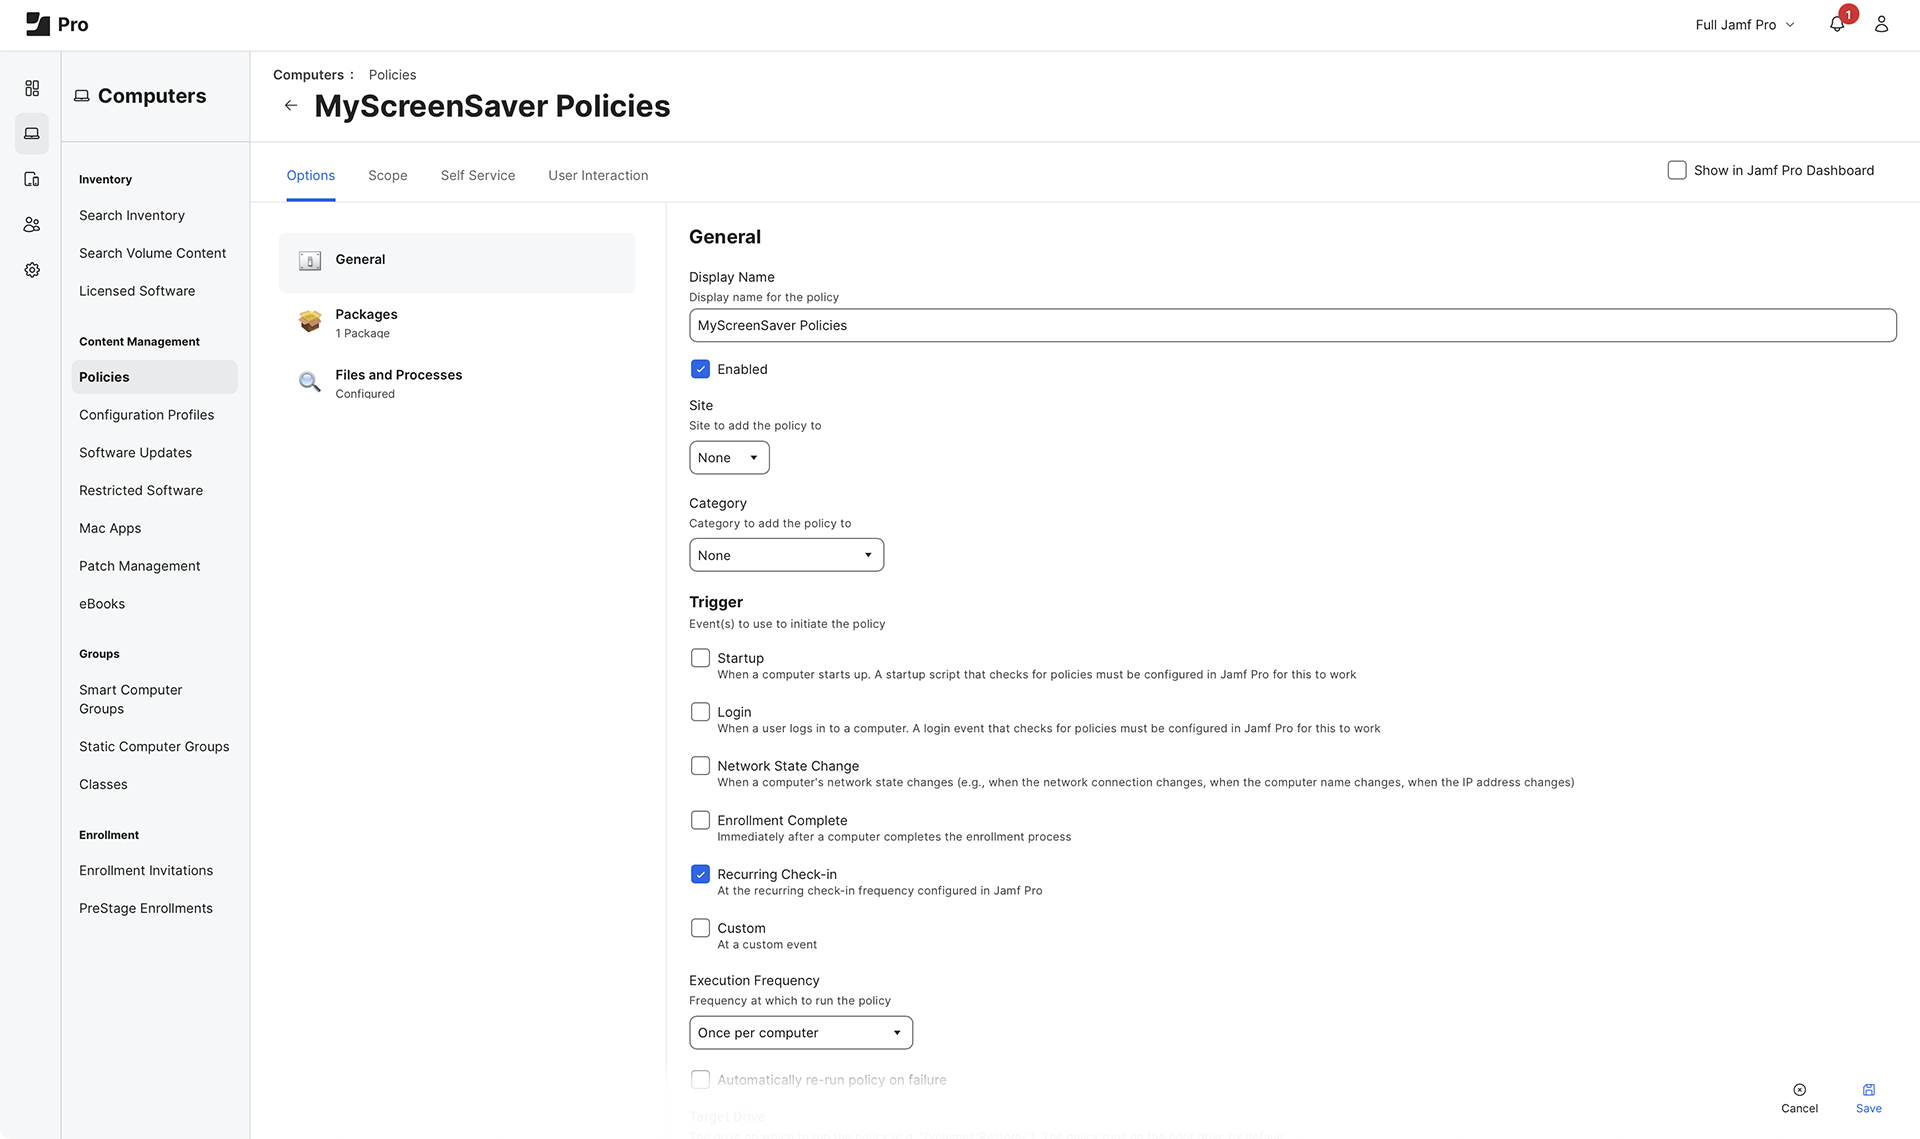 Pro
Full Jamf Pro
1
Computers
Inventory
Search Inventory
Search Volume Content
Licensed Software
Content Management
Policies
Configuration Profiles
Software Updates
Restricted Software
Mac Apps
Patch Management
eBooks
Groups
Smart Computer
Groups
Static Computer Groups
Classes
Enrollment
Enrollment Invitations
PreStage Enrollments
Computers : Policies
MyScreenSaver Policies
Options
Scope
Self Service
User Interaction
Show in Jamf Pro Dashboard
General
Packages
1 Package
Files and Processes
Configured
General
Display Name
Display name for the policy
MyScreenSaver Policies
Enabled
Site
Site to add the policy to
None
Category
Category to add the policy to
None
Trigger
Event(s) to use to initiate the policy
Startup
When a computer starts up. A startup script that checks for policies must be configured in Jamf Pro for this to work
Login
When a user logs in to a computer. A login event that checks for policies must be configured in Jamf Pro for this to work
Network State Change
When a computer's network state changes (e.g., when the network connection changes, when the computer name changes, when the IP address changes)
Enrollment Complete
Immediately after a computer completes the enrollment process
Recurring Check-in
At the recurring check-in frequency configured in Jamf Pro
Custom
At a custom event
Execution Frequency
Frequency at which to run the policy
Once per computer
Automatically re-run policy on failure
Target Drive
Cancel
Save